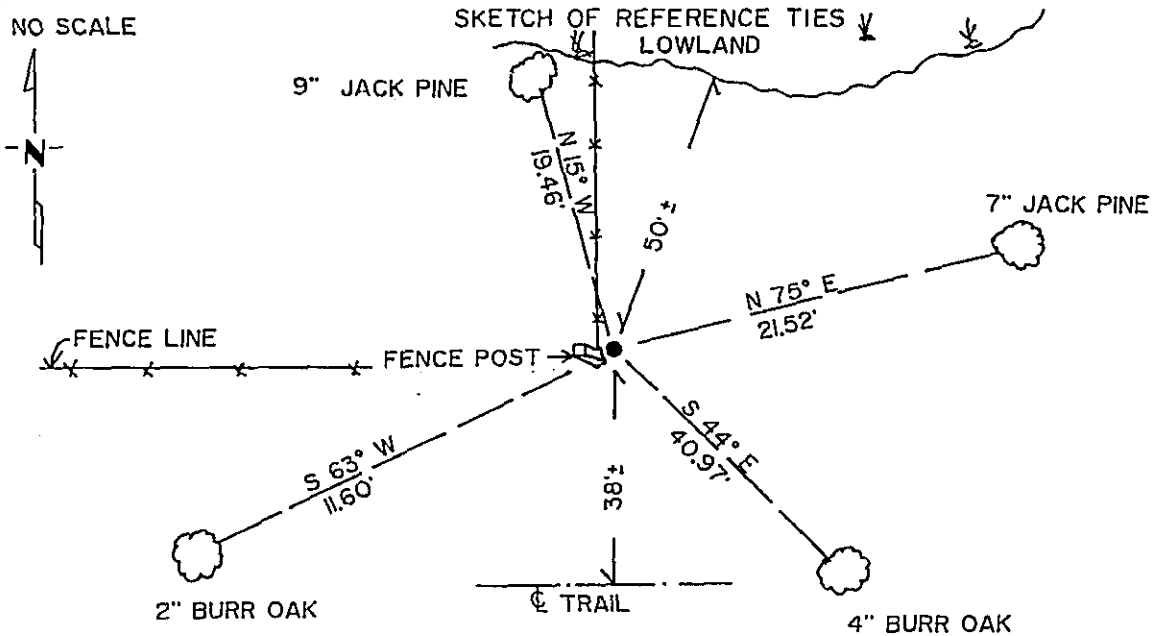 SKETCH OF REFERENCE TIES
LOWLAND
NO SCALE
N
9" JACK PINE
N 15° W
19.46'
50'±
7" JACK PINE
N 75° E
21.52'
FENCE LINE
FENCE POST
S 63° W
11.60'
S 44° E
40.97'
38'±
℄ TRAIL
2" BURR OAK
4" BURR OAK